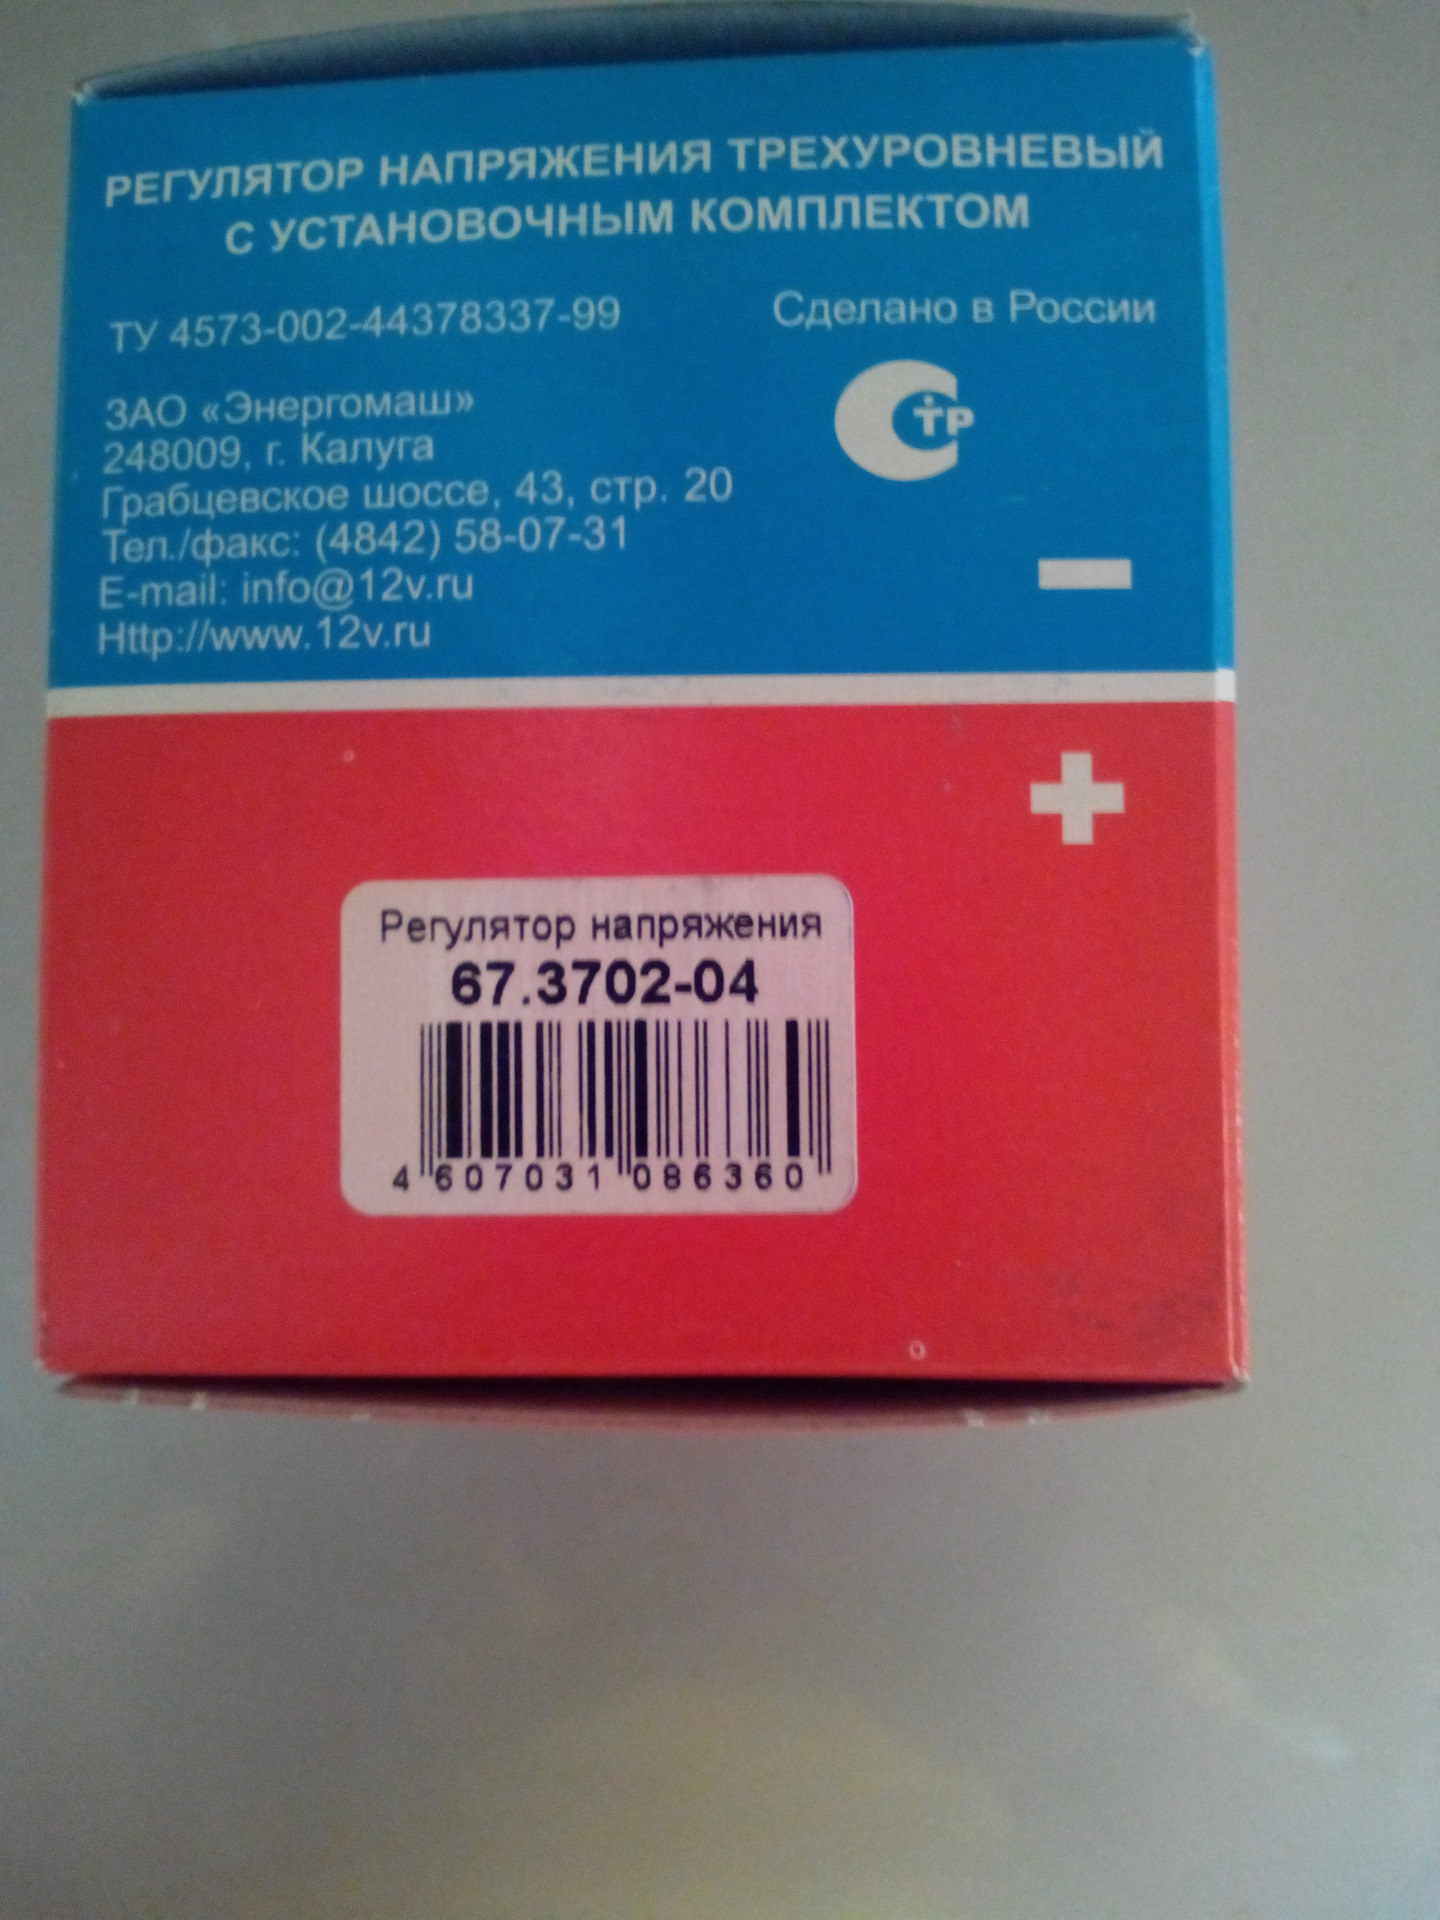 РЕГУЛЯТОР НАПРЯЖЕНИЯ ТРЕХУРОВНЕВЫЙ
С УСТАНОВОЧНЫМ КОМПЛЕКТОМ
ТУ 4573-002-44378337-99
Сделано в России
ЗАО «Энергомаш»
248009, г. Калуга
Грабцевское шоссе, 43, стр. 20
Тел./факс: (4842) 58-07-31
E-mail: info@12v.ru
Http://www.12v.ru
СТР
−
+
Регулятор напряжения
67.3702-04
4 607031 086360